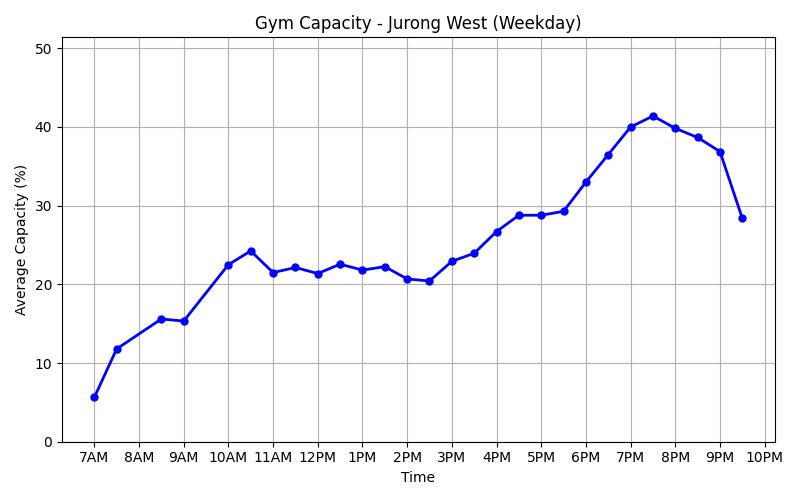 Gym Capacity - Jurong West (Weekday)
Average Capacity (%)
50
40
30
20
10
0
7AM 8AM 9AM 10AM 11AM 12PM 1PM 2PM 3PM 4PM 5PM 6PM 7PM 8PM 9PM 10PM
Time